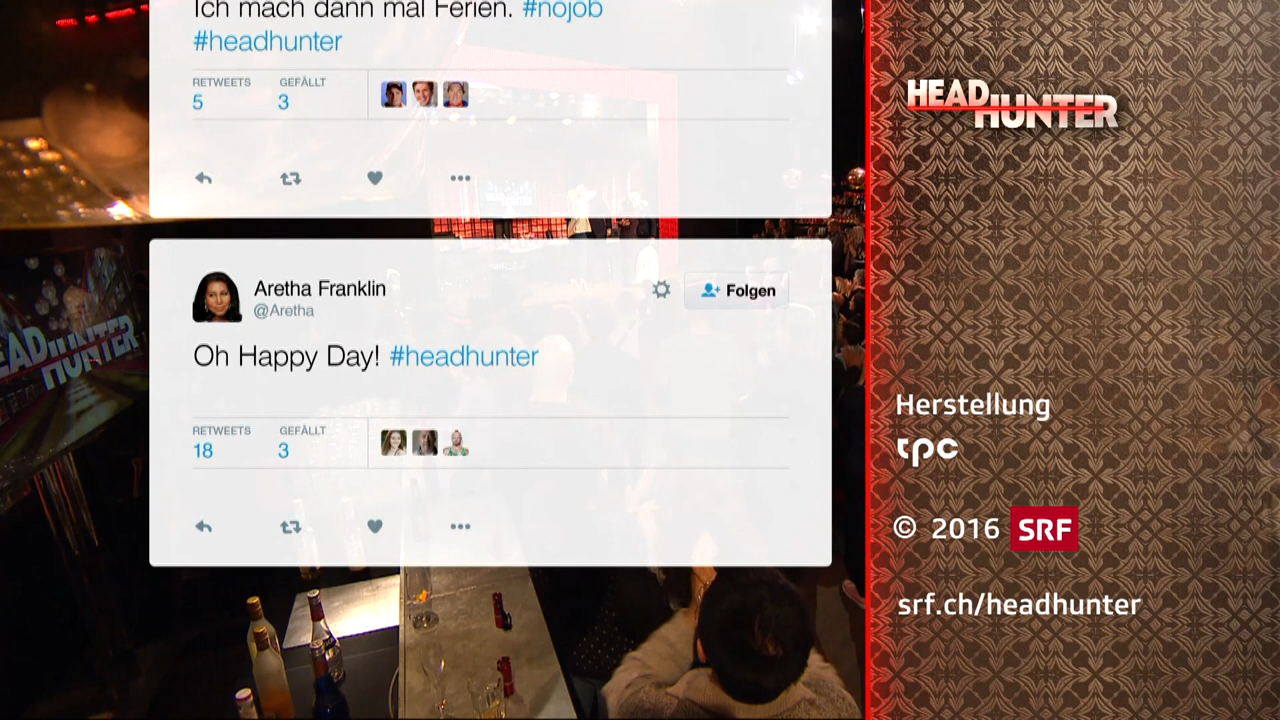 Ich mach dann mal Ferien. #nojob
#headhunter
RETWEETS GEFÄLLT
5 3
Aretha Franklin
@Aretha
Folgen
Oh Happy Day! #headhunter
RETWEETS GEFÄLLT
18 3
HEADHUNTER
HEAD
HUNTER
Herstellung
tpc
© 2016 SRF
srf.ch/headhunter